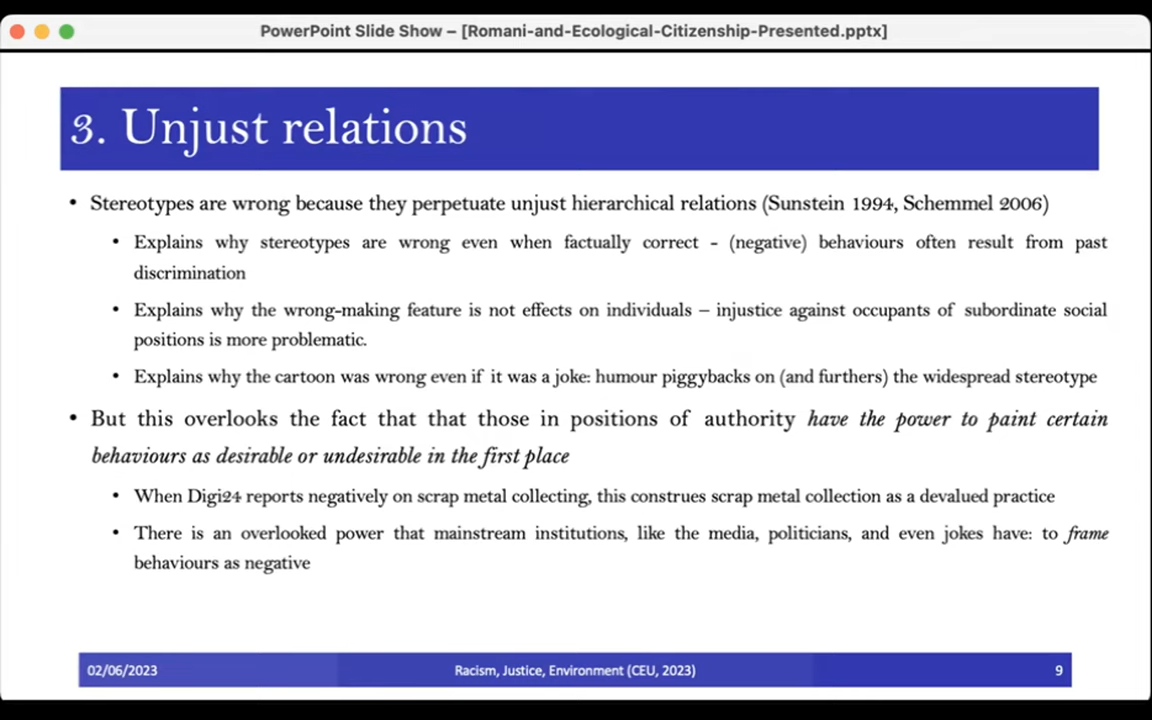 PowerPoint Slide Show – [Romani-and-Ecological-Citizenship-Presented.pptx]
3. Unjust relations
• Stereotypes are wrong because they perpetuate unjust hierarchical relations (Sunstein 1994, Schemmel 2006)
• Explains why stereotypes are wrong even when factually correct - (negative) behaviours often result from past
discrimination
• Explains why the wrong-making feature is not effects on individuals – injustice against occupants of subordinate social
positions is more problematic.
• Explains why the cartoon was wrong even if it was a joke: humour piggybacks on (and furthers) the widespread stereotype
• But this overlooks the fact that that those in positions of authority have the power to paint certain
behaviours as desirable or undesirable in the first place
• When Digi24 reports negatively on scrap metal collecting, this construes scrap metal collection as a devalued practice
• There is an overlooked power that mainstream institutions, like the media, politicians, and even jokes have: to frame
behaviours as negative
02/06/2023 Racism, Justice, Environment (CEU, 2023) 9